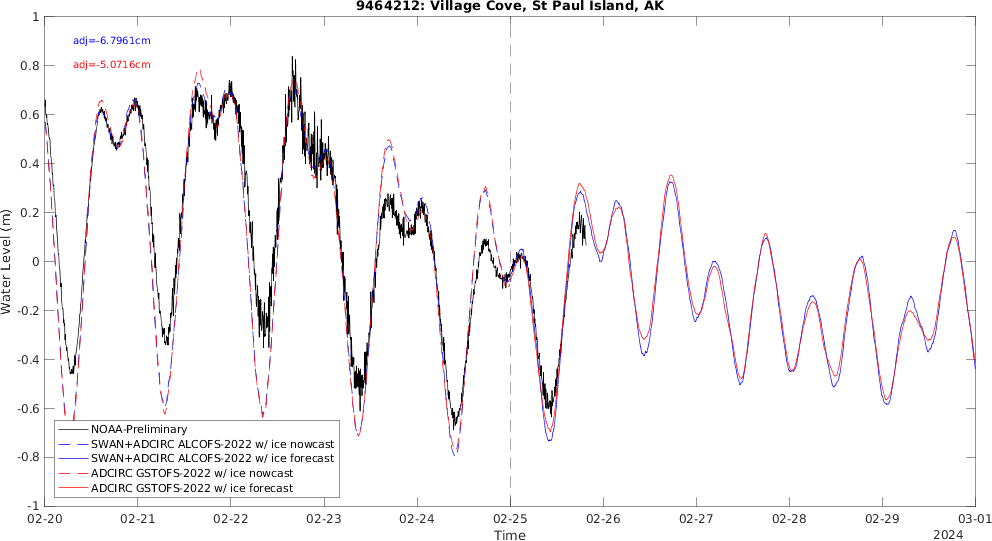 9464212: Village Cove, St Paul Island, AK
adj=-6.7961cm
adj=-5.0716cm
Water Level (m)
1
0.8
0.6
0.4
0.2
0
-0.2
-0.4
-0.6
-0.8
-1
NOAA-Preliminary
SWAN+ADCIRC ALCOFS-2022 w/ ice nowcast
SWAN+ADCIRC ALCOFS-2022 w/ ice forecast
ADCIRC GSTOFS-2022 w/ ice nowcast
ADCIRC GSTOFS-2022 w/ ice forecast
02-20 02-21 02-22 02-23 02-24 02-25 02-26 02-27 02-28 02-29 03-01
Time
2024